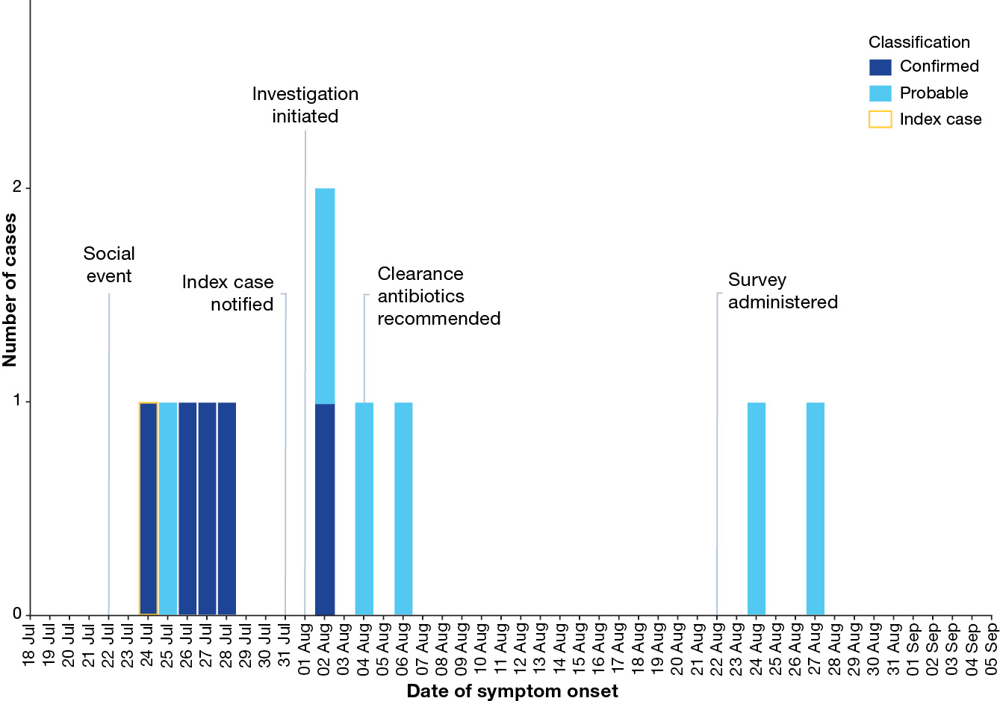 Classification
Confirmed
Probable
Index case
Investigation
initiated
Social
event
Index case
notified
Clearance
antibiotics
recommended
Survey
administered
Number of cases
2
1
0
18 Jul
19 Jul
20 Jul
21 Jul
22 Jul
23 Jul
24 Jul
25 Jul
26 Jul
27 Jul
28 Jul
29 Jul
30 Jul
31 Jul
01 Aug
02 Aug
03 Aug
04 Aug
05 Aug
06 Aug
07 Aug
08 Aug
09 Aug
10 Aug
11 Aug
12 Aug
13 Aug
14 Aug
15 Aug
16 Aug
17 Aug
18 Aug
19 Aug
20 Aug
21 Aug
22 Aug
23 Aug
24 Aug
25 Aug
26 Aug
27 Aug
28 Aug
29 Aug
30 Aug
31 Aug
01 Sep
02 Sep
03 Sep
04 Sep
05 Sep
Date of symptom onset